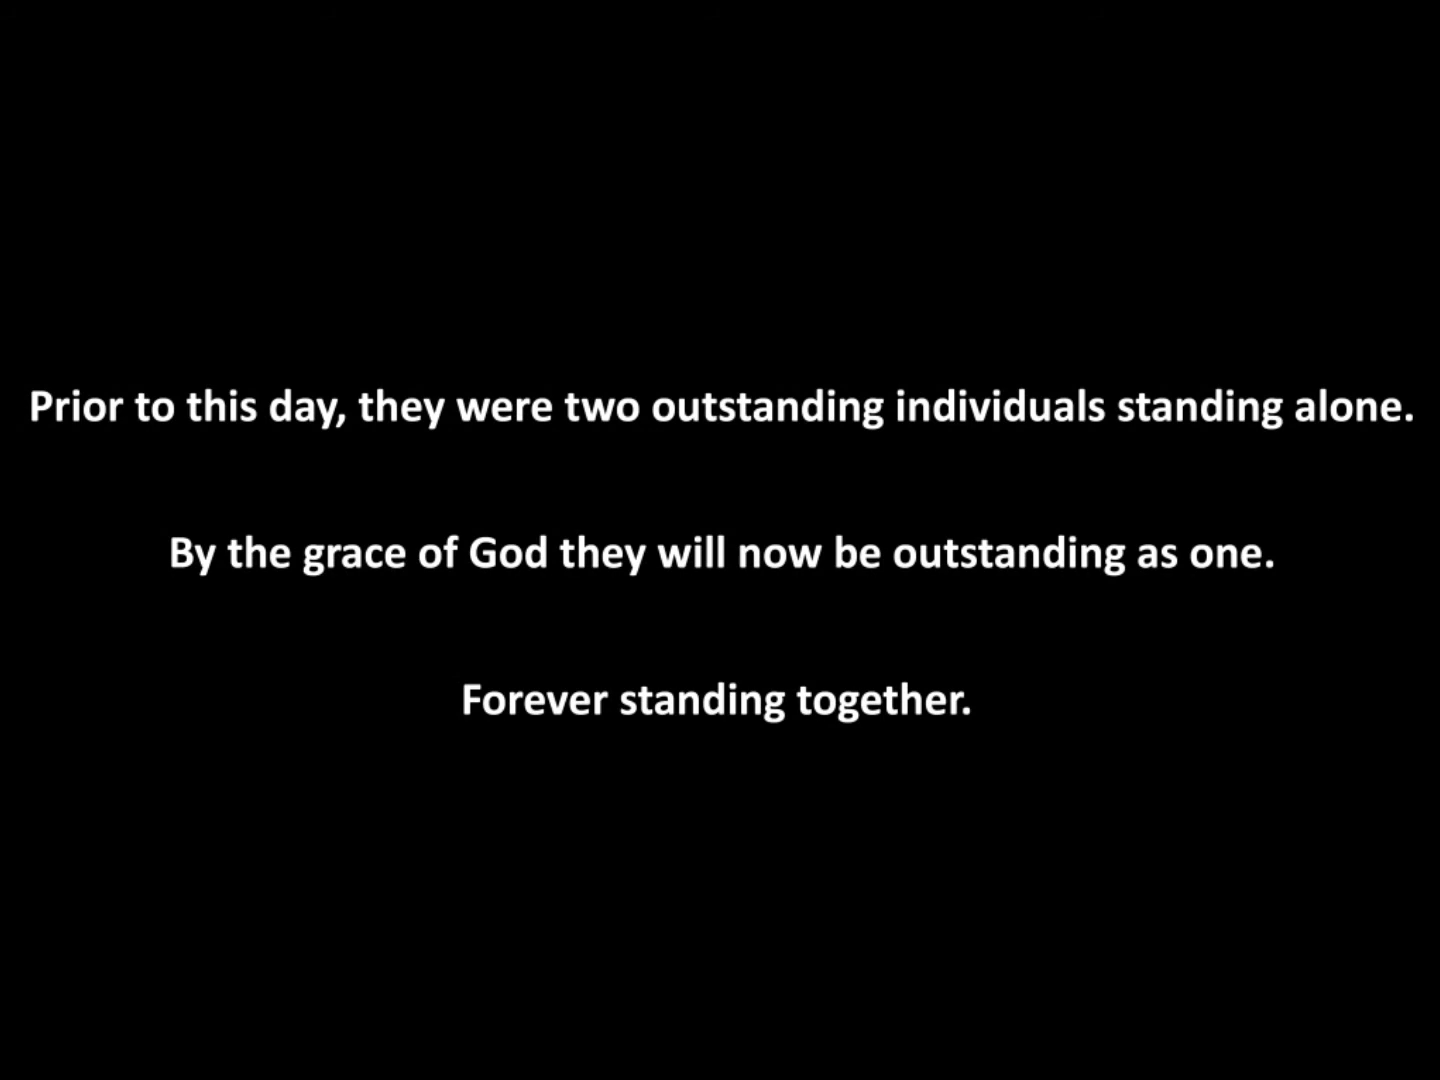 Prior to this day, they were two outstanding individuals standing alone.
By the grace of God they will now be outstanding as one.
Forever standing together.